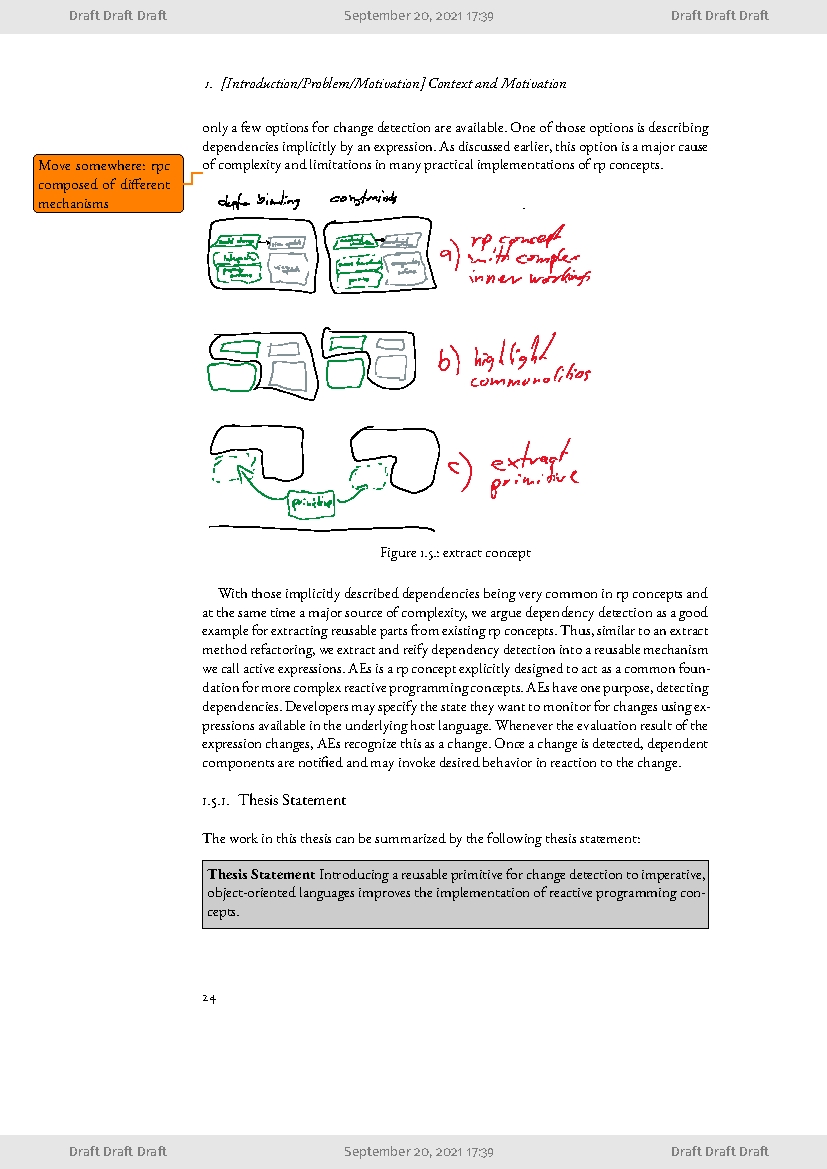 Draft Draft Draft September 20, 2021 17:39 Draft Draft Draft
1. [Introduction/Problem/Motivation] Context and Motivation
only a few options for change detection are available. One of those options is describing
dependencies implicitly by an expression. As discussed earlier, this option is a major cause
of complexity and limitations in many practical implementations of rp concepts.
Move somewhere: rpc
composed of different
mechanisms
binding
a) rp concept
with complex
inner workings
b) highlight
communalities
c) extract
primitive
primitive
Figure 1.5.: extract concept
With those implicitly described dependencies being very common in rp concepts and
at the same time a major source of complexity, we argue dependency detection as a good
example for extracting reusable parts from existing rp concepts. Thus, similar to an extract
method refactoring, we extract and reify dependency detection into a reusable mechanism
we call active expressions. AEs is a rp concept explicitly designed to act as a common foun-
dation for more complex reactive programming concepts. AEs have one purpose, detecting
dependencies. Developers may specify the state they want to monitor for changes using ex-
pressions available in the underlying host language. Whenever the evaluation result of the
expression changes, AEs recognize this as a change. Once a change is detected, dependent
components are notified and may invoke desired behavior in reaction to the change.
1.5.1. Thesis Statement
The work in this thesis can be summarized by the following thesis statement:
Thesis Statement Introducing a reusable primitive for change detection to imperative,
object-oriented languages improves the implementation of reactive programming con-
cepts.
24
Draft Draft Draft September 20, 2021 17:39 Draft Draft Draft